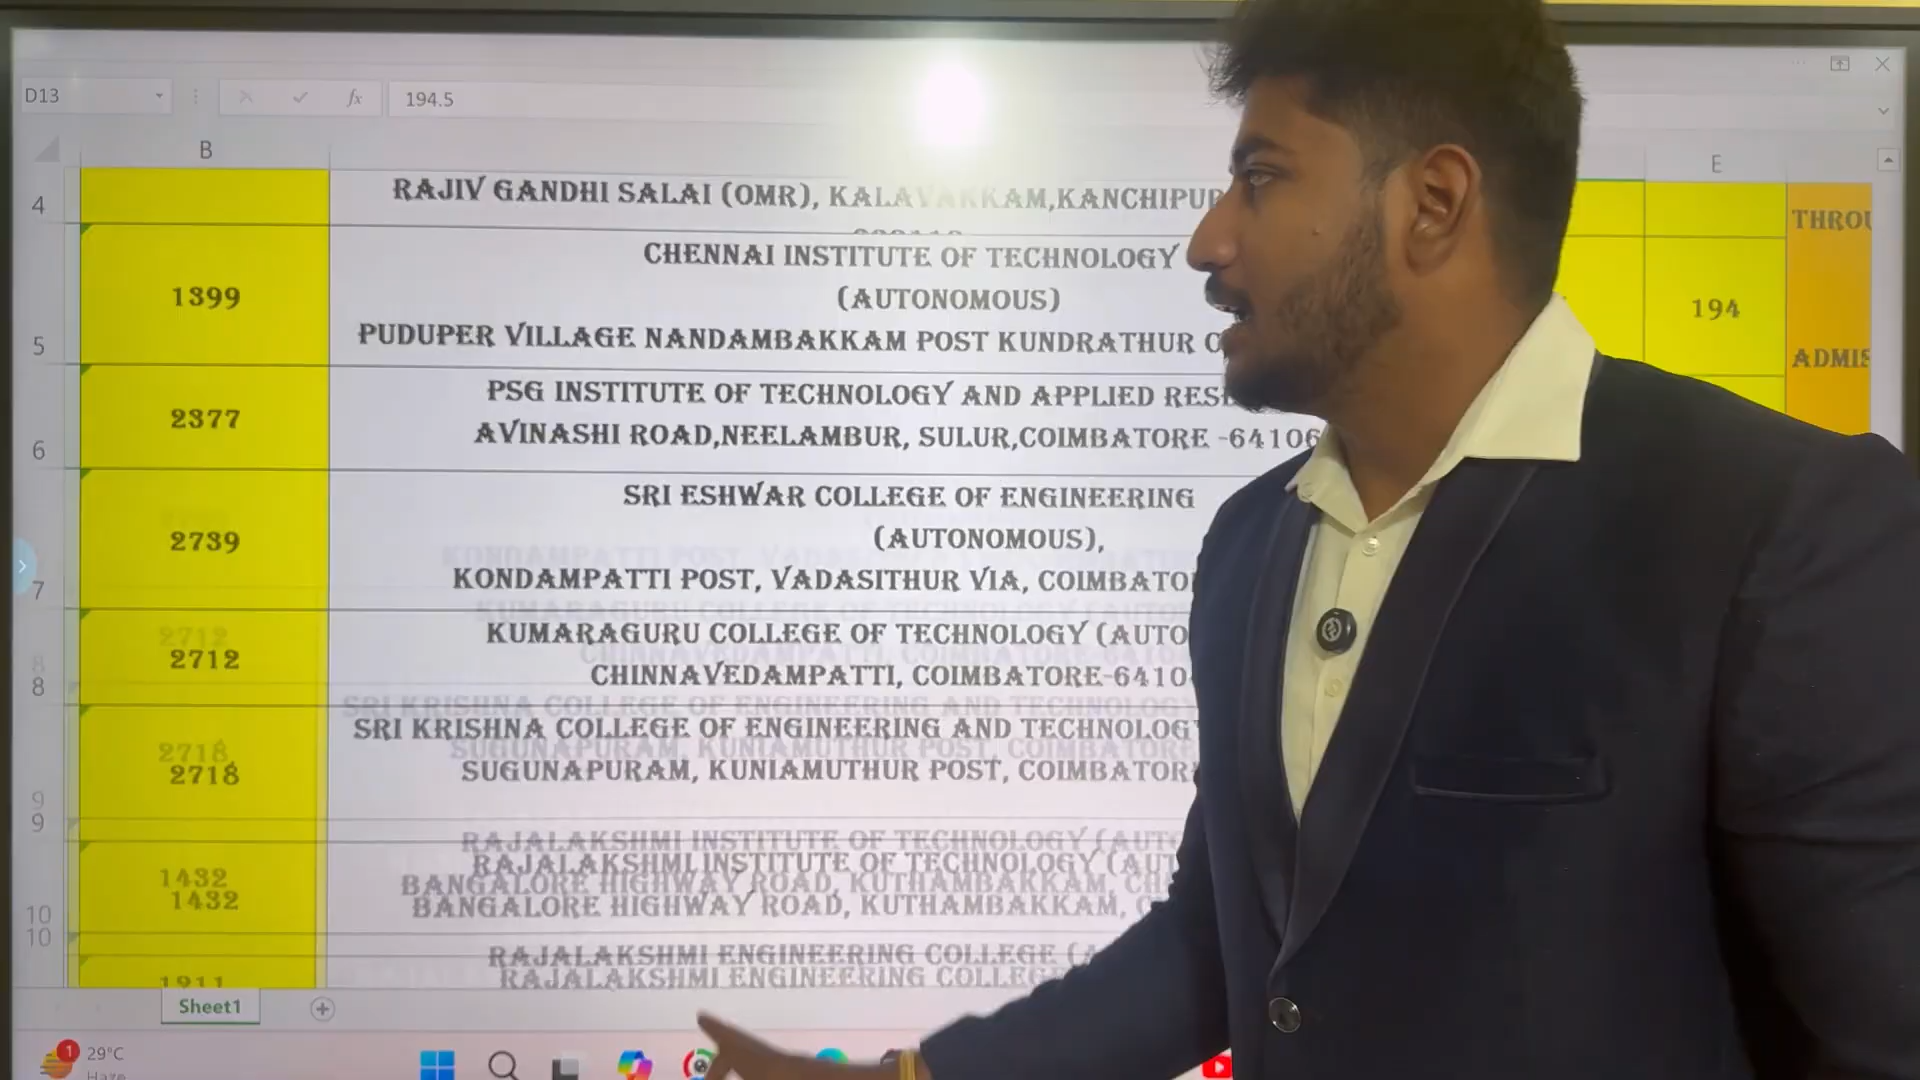 D13
fx
194.5
B
E
4
RAJIV GANDHI SALAI (OMR), KALAVAKKAM,KANCHIPUR
THROU
1399
CHENNAI INSTITUTE OF TECHNOLOGY
(AUTONOMOUS)
PUDUPER VILLAGE NANDAMBAKKAM POST KUNDRATHUR
194
ADMIS
5
2377
PSG INSTITUTE OF TECHNOLOGY AND APPLIED RES
AVINASHI ROAD,NEELAMBUR, SULUR,COIMBATORE -64106
6
2739
SRI ESHWAR COLLEGE OF ENGINEERING
(AUTONOMOUS),
KONDAMPATTI POST, VADASITHUR VIA, COIMBATO
7
2712
KUMARAGURU COLLEGE OF TECHNOLOGY (AUTO
CHINNAVEDAMPATTI, COIMBATORE-6410
8
2718
SRI KRISHNA COLLEGE OF ENGINEERING AND TECHNOLOG
SUGUNAPURAM, KUNIAMUTHUR POST, COIMBATOR
9
1432
RAJALAKSHMI INSTITUTE OF TECHNOLOGY (AUT
BANGALORE HIGHWAY ROAD, KUTHAMBAKKAM,
10
RAJALAKSHMI ENGINEERING COLLEGE
Sheet1
1
29°C
Haze